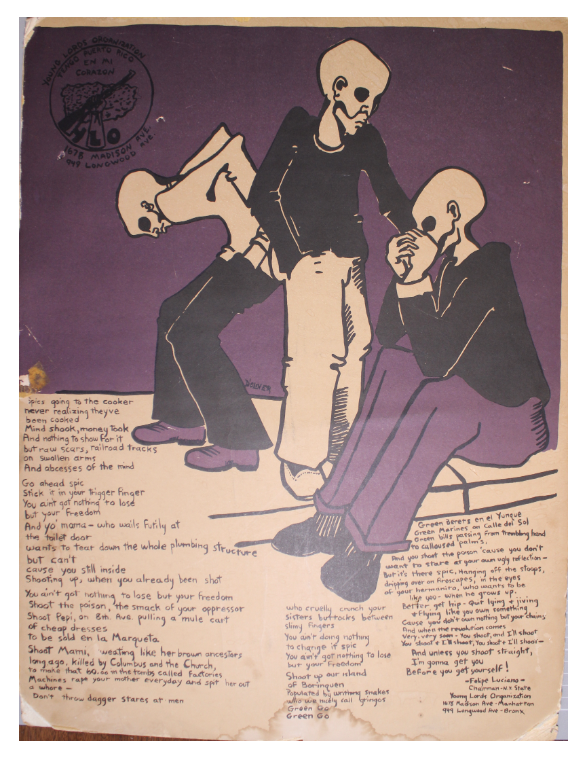 YOUNG LORDS ORGANIZATION
TENGO PUERTO RICO
EN MI
CORAZON
YLO
1678 MADISON AVE.
949 LONGWOOD AVE
spics going to the cooker
never realizing they've
been cooked
Mind shook, money took
And nothing to show for it
but raw scars, railroad tracks
on swollen arms
And abcesses of the mind
Go ahead spic
Stick it in your trigger finger
You ain't got nothing to lose
but your Freedom
And yo' mama - who wails futily at
the toilet door
wants to tear down the whole plumbing structure
but can't
cause you still inside
Shooting up, when you already been shot
You ain't got nothing to lose but your freedom
Shoot the poison, the smack of your oppressor
Shoot Pepi, on 8th Ave. pulling a mule cart
of cheap dresses
to be sold en la Marqueta
Shoot Mami, weating like her brown ancestors
long ago, killed by Columbus and the Church,
to make that 60.00 in the tombs called factories
Machines rape your mother everyday and spit her out
a whore -
Don't throw dagger stares at men
who cruelly crunch your
sisters buttocks between
slimy fingers
You ain't doing nothing
to change it spic
You ain't got nothing to lose
but your Freedom
Shoot up our island
of Borinquen
Populated by writhing snakes
who we really call gringos
Green Go
Green Go
Green Berets en el Yunque
Green Marines on Calle del Sol
Green bills passing from trembling hand
to calloused palms.
And you shoot the poison 'cause you don't
want to stare at your own ugly reflection -
But it's there spic, Hanging off the stoops,
dripping over on firescapes, in the eyes
of your hermanito, who wants to be
like you - when he grows up.
Better get hip - Quit lying & jiving
& flying like you own something
Cause you don't own nothing but your chains
And when the revolution comes
very, very soon - You shoot, and I'll shoot
You shoot & I'll shoot, You shoot & I'll shoot -
And unless you shoot straight,
I'm gonna get you
Before you get yourself!
-Felipe Luciano-
Chairman - N.Y. State
Young Lords Organization
1678 Madison Ave - Manhattan
949 Longwood Ave - Bronx